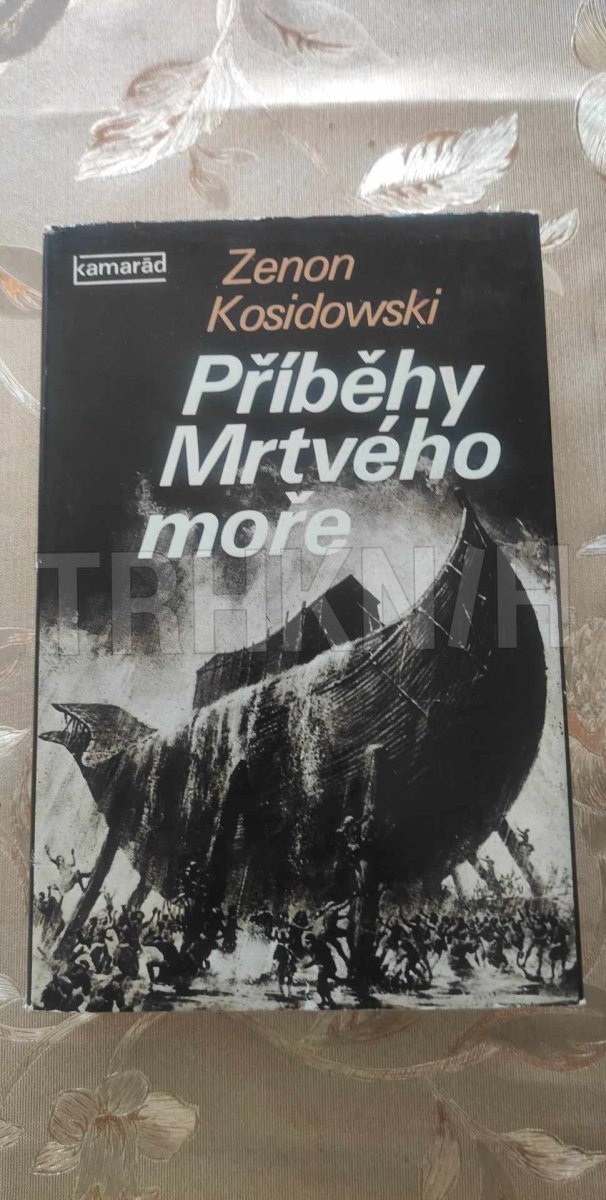 kamarád
Zenon
Kosidowski
Příběhy
Mrtvého
moře
TRHKNIH